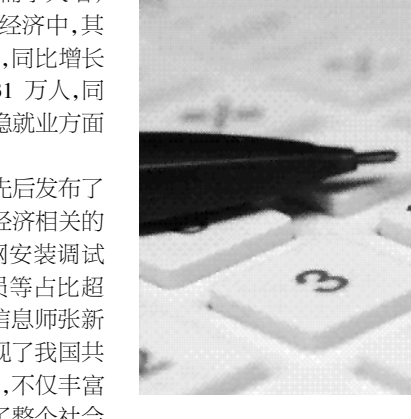 经济中,其
,同比增长
31 万人,同
稳就业方面
先后发布了
经济相关的
网安装调试
员等占比超
信息师张新
现了我国共
,不仅丰富
了整个社会
3